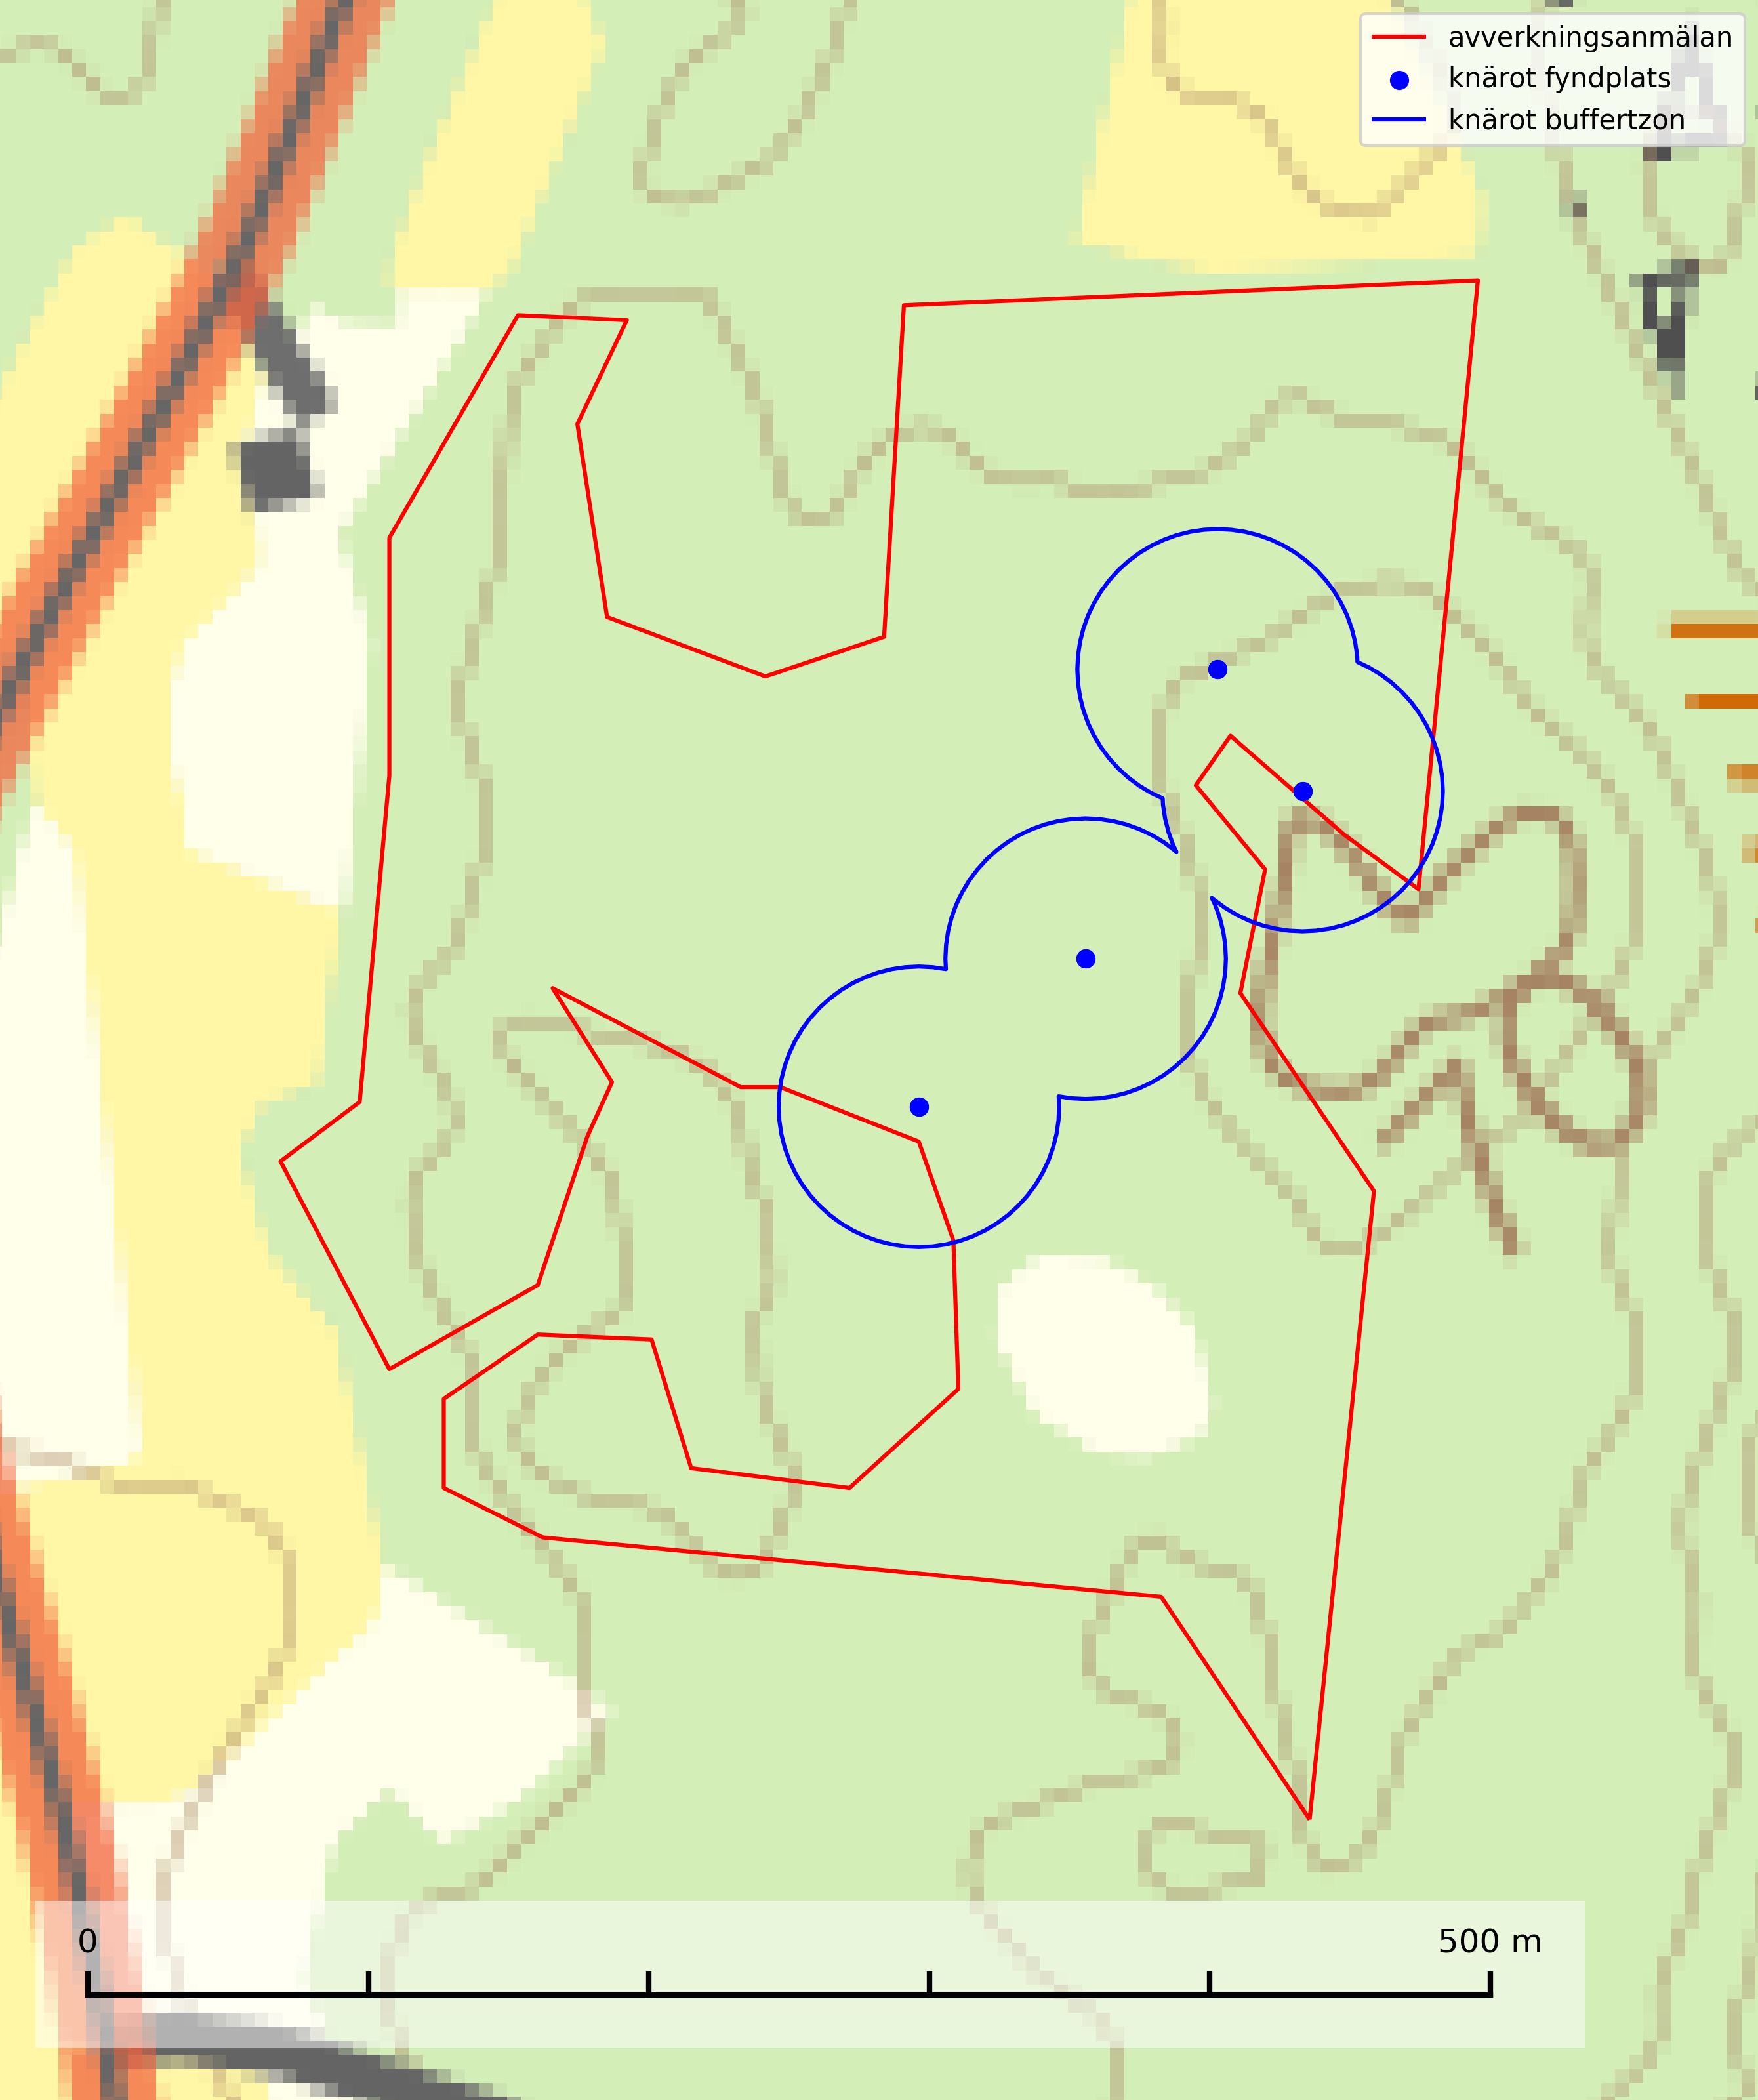 avverkningsanmälan
knärot fyndplats
knärot buffertzon
0
500 m